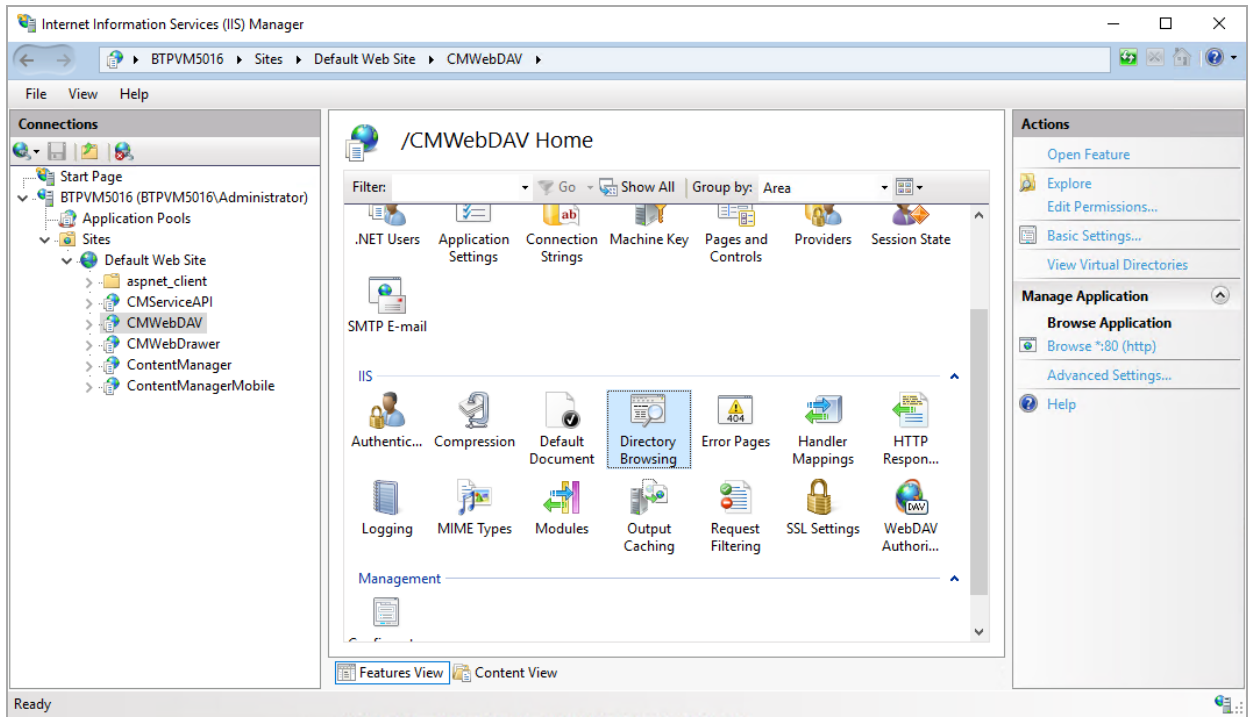 Internet Information Services (IIS) Manager
BTPVM5016 Sites Default Web Site CMWebDAV
File View Help
Connections
Start Page
BTPVM5016 (BTPVM5016\Administrator)
Application Pools
Sites
Default Web Site
aspnet_client
CMServiceAPI
CMWebDAV
CMWebDrawer
ContentManager
ContentManagerMobile
/CMWebDAV Home
Filter: Go Show All Group by: Area
ab
.NET Users Application Connection Machine Key Pages and Providers Session State
Settings Strings Controls
SMTP E-mail
IIS
404
Authentic... Compression Default Directory Error Pages Handler HTTP
Document Browsing Mappings Respon...
DAV
Logging MIME Types Modules Output Request SSL Settings WebDAV
Caching Filtering Authori...
Management
Features View Content View
Actions
Open Feature
Explore
Edit Permissions...
Basic Settings...
View Virtual Directories
Manage Application
Browse Application
Browse *:80 (http)
Advanced Settings...
Help
Ready